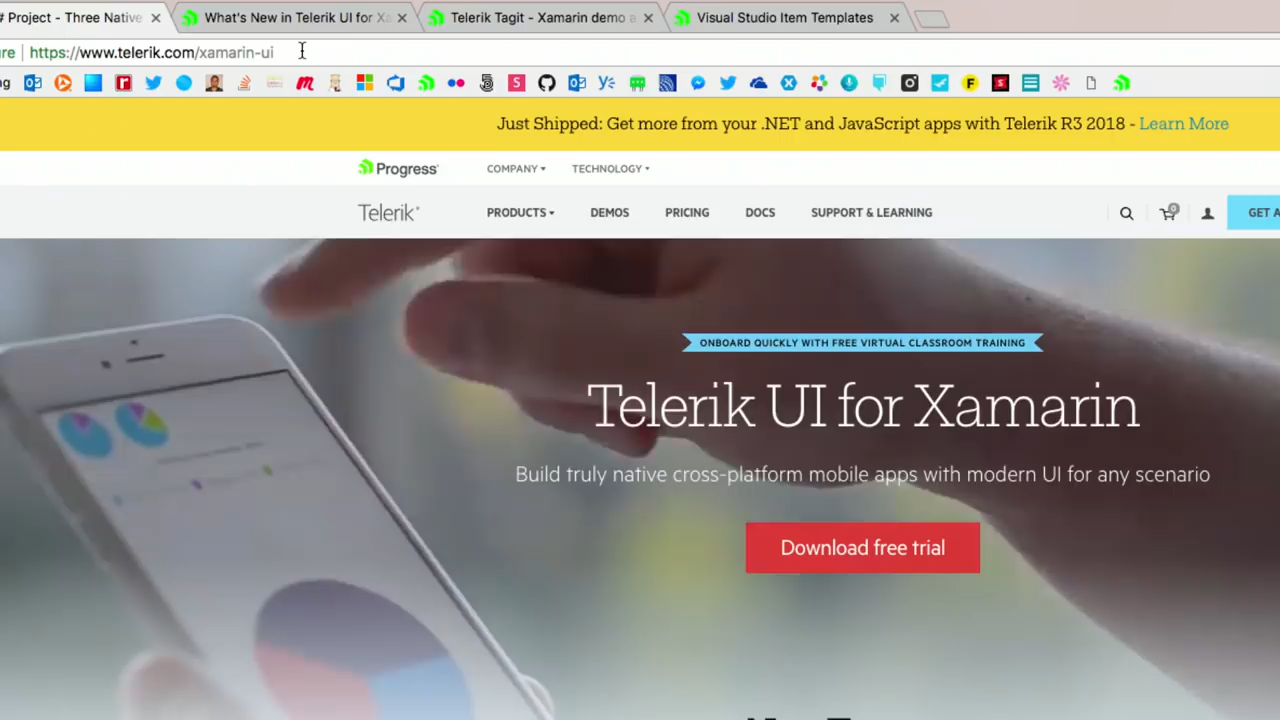 # Project - Three Native
What's New in Telerik UI for Xa
Telerik Tagit - Xamarin demo a
Visual Studio Item Templates
re https://www.telerik.com/xamarin-ui
Just Shipped: Get more from your .NET and JavaScript apps with Telerik R3 2018 - Learn More
Progress
COMPANY
TECHNOLOGY
Telerik
PRODUCTS
DEMOS
PRICING
DOCS
SUPPORT & LEARNING
0
GET A
ONBOARD QUICKLY WITH FREE VIRTUAL CLASSROOM TRAINING
Telerik UI for Xamarin
Build truly native cross-platform mobile apps with modern UI for any scenario
Download free trial